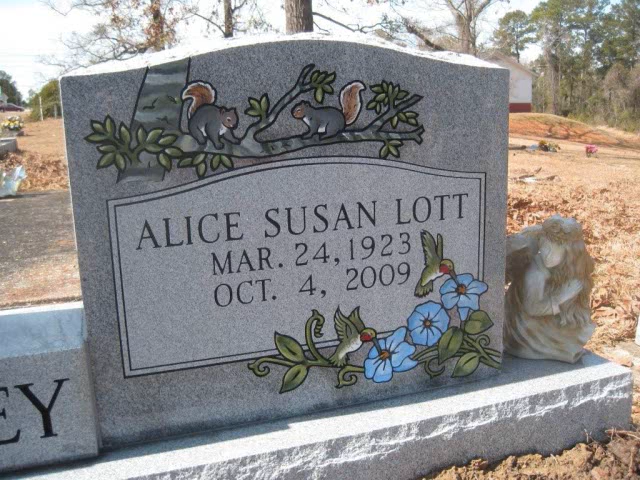 ALICE SUSAN LOTT
MAR. 24, 1923
OCT. 4, 2009
EY